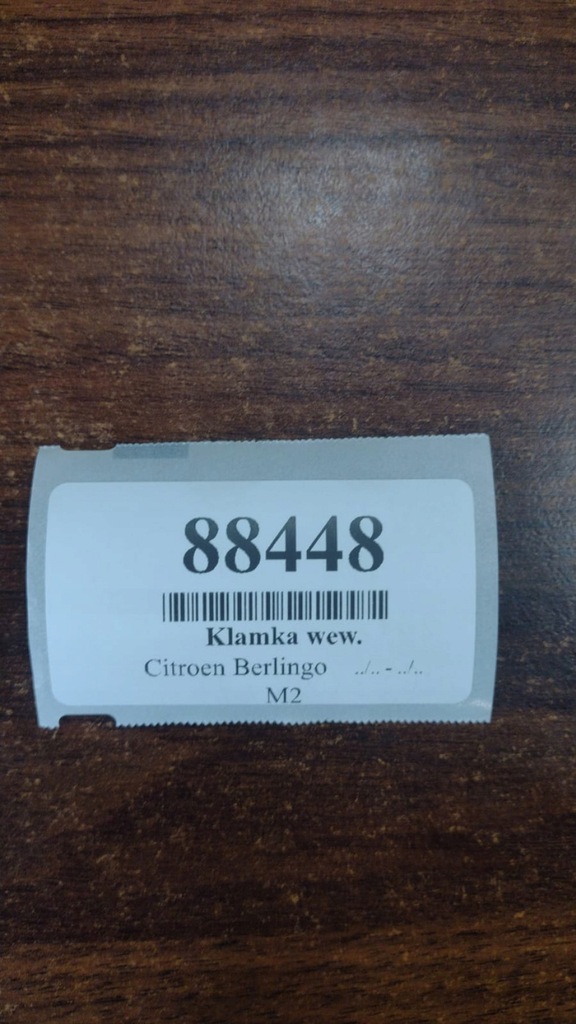 88448
Klamka wew.
Citroen Berlingo ../.. - ../..
M2